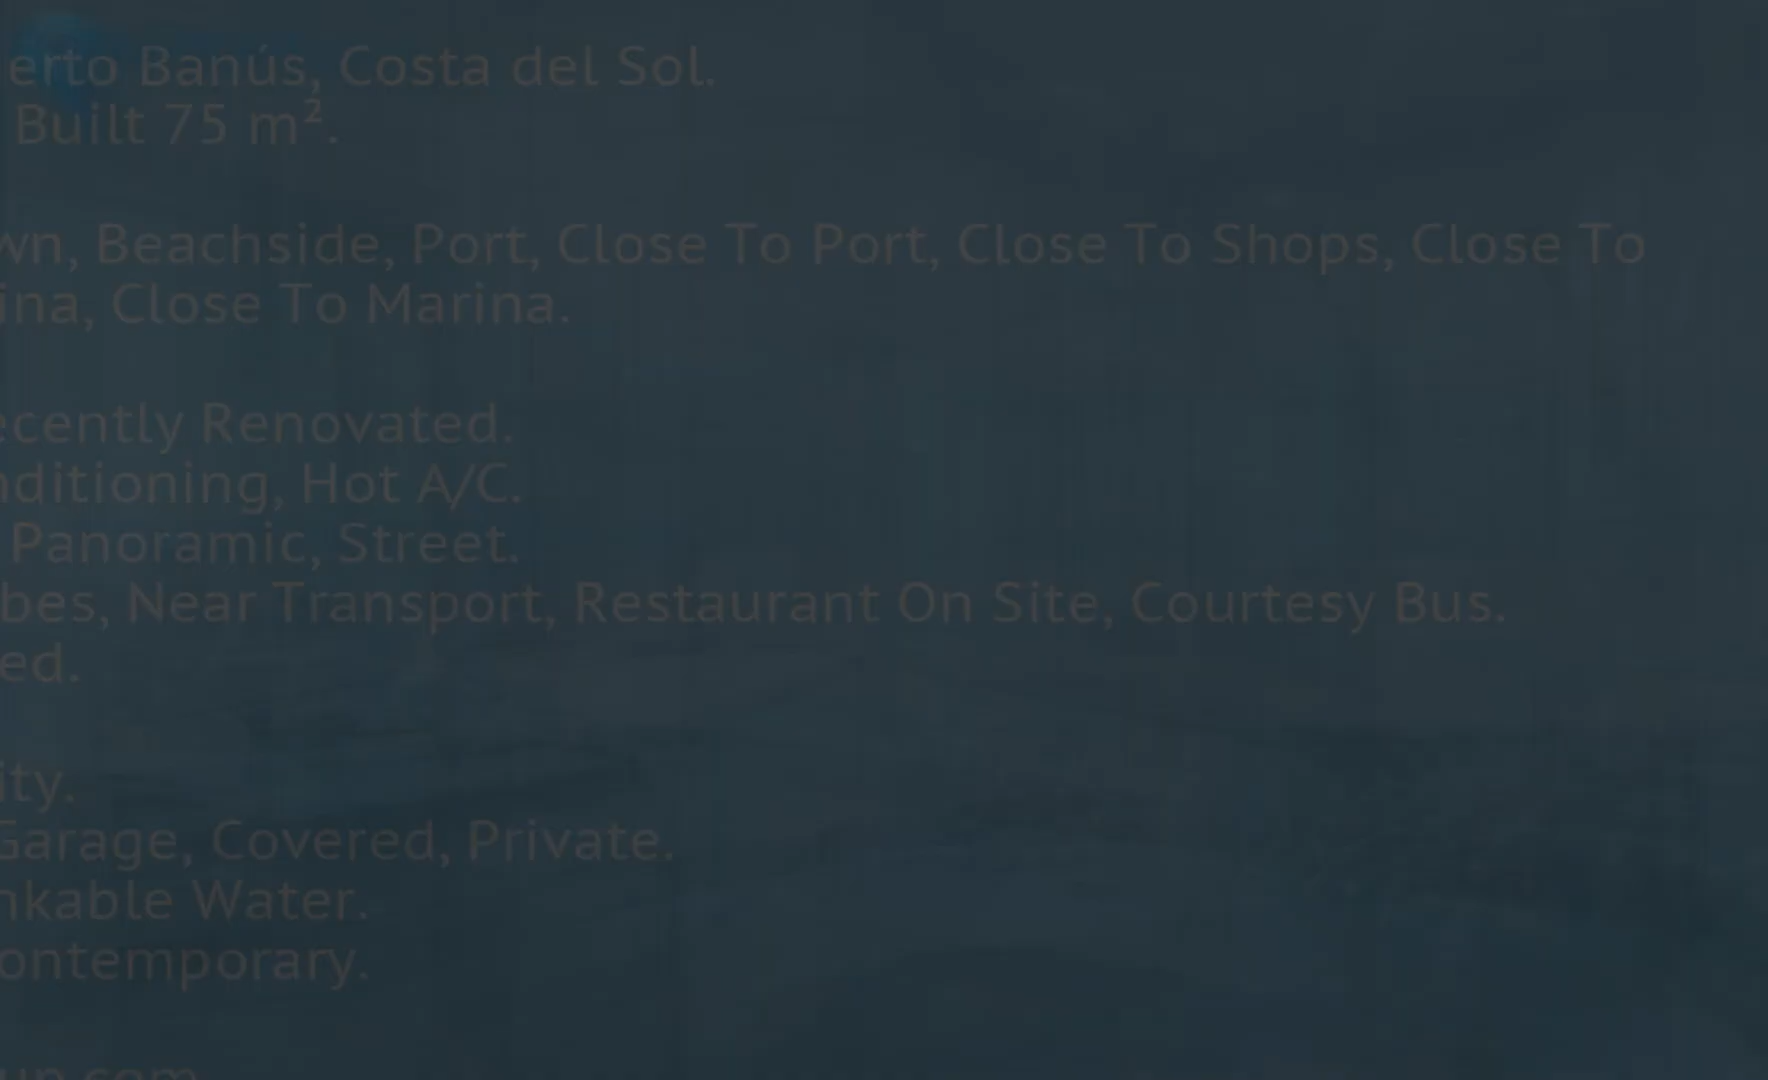 erto Banús, Costa del Sol.
Built 75 m².
wn, Beachside, Port, Close To Port, Close To Shops, Close To
ina, Close To Marina.
ecently Renovated.
nditioning, Hot A/C.
Panoramic, Street.
bes, Near Transport, Restaurant On Site, Courtesy Bus.
ed.
ity.
Garage, Covered, Private.
nkable Water.
ontemporary.